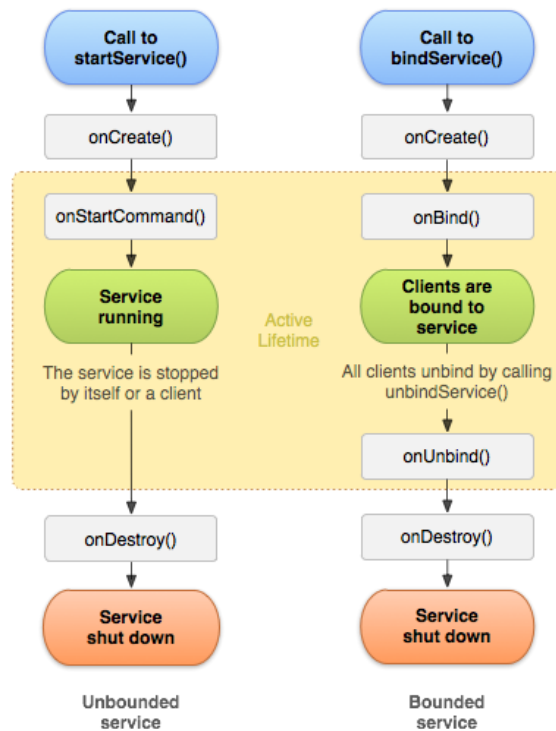 Call to
startService()
Call to
bindService()
onCreate()
onCreate()
onStartCommand()
onBind()
Service
running
Clients are
bound to
service
Active
Lifetime
The service is stopped
by itself or a client
All clients unbind by calling
unbindService()
onUnbind()
onDestroy()
onDestroy()
Service
shut down
Service
shut down
Unbounded
service
Bounded
service